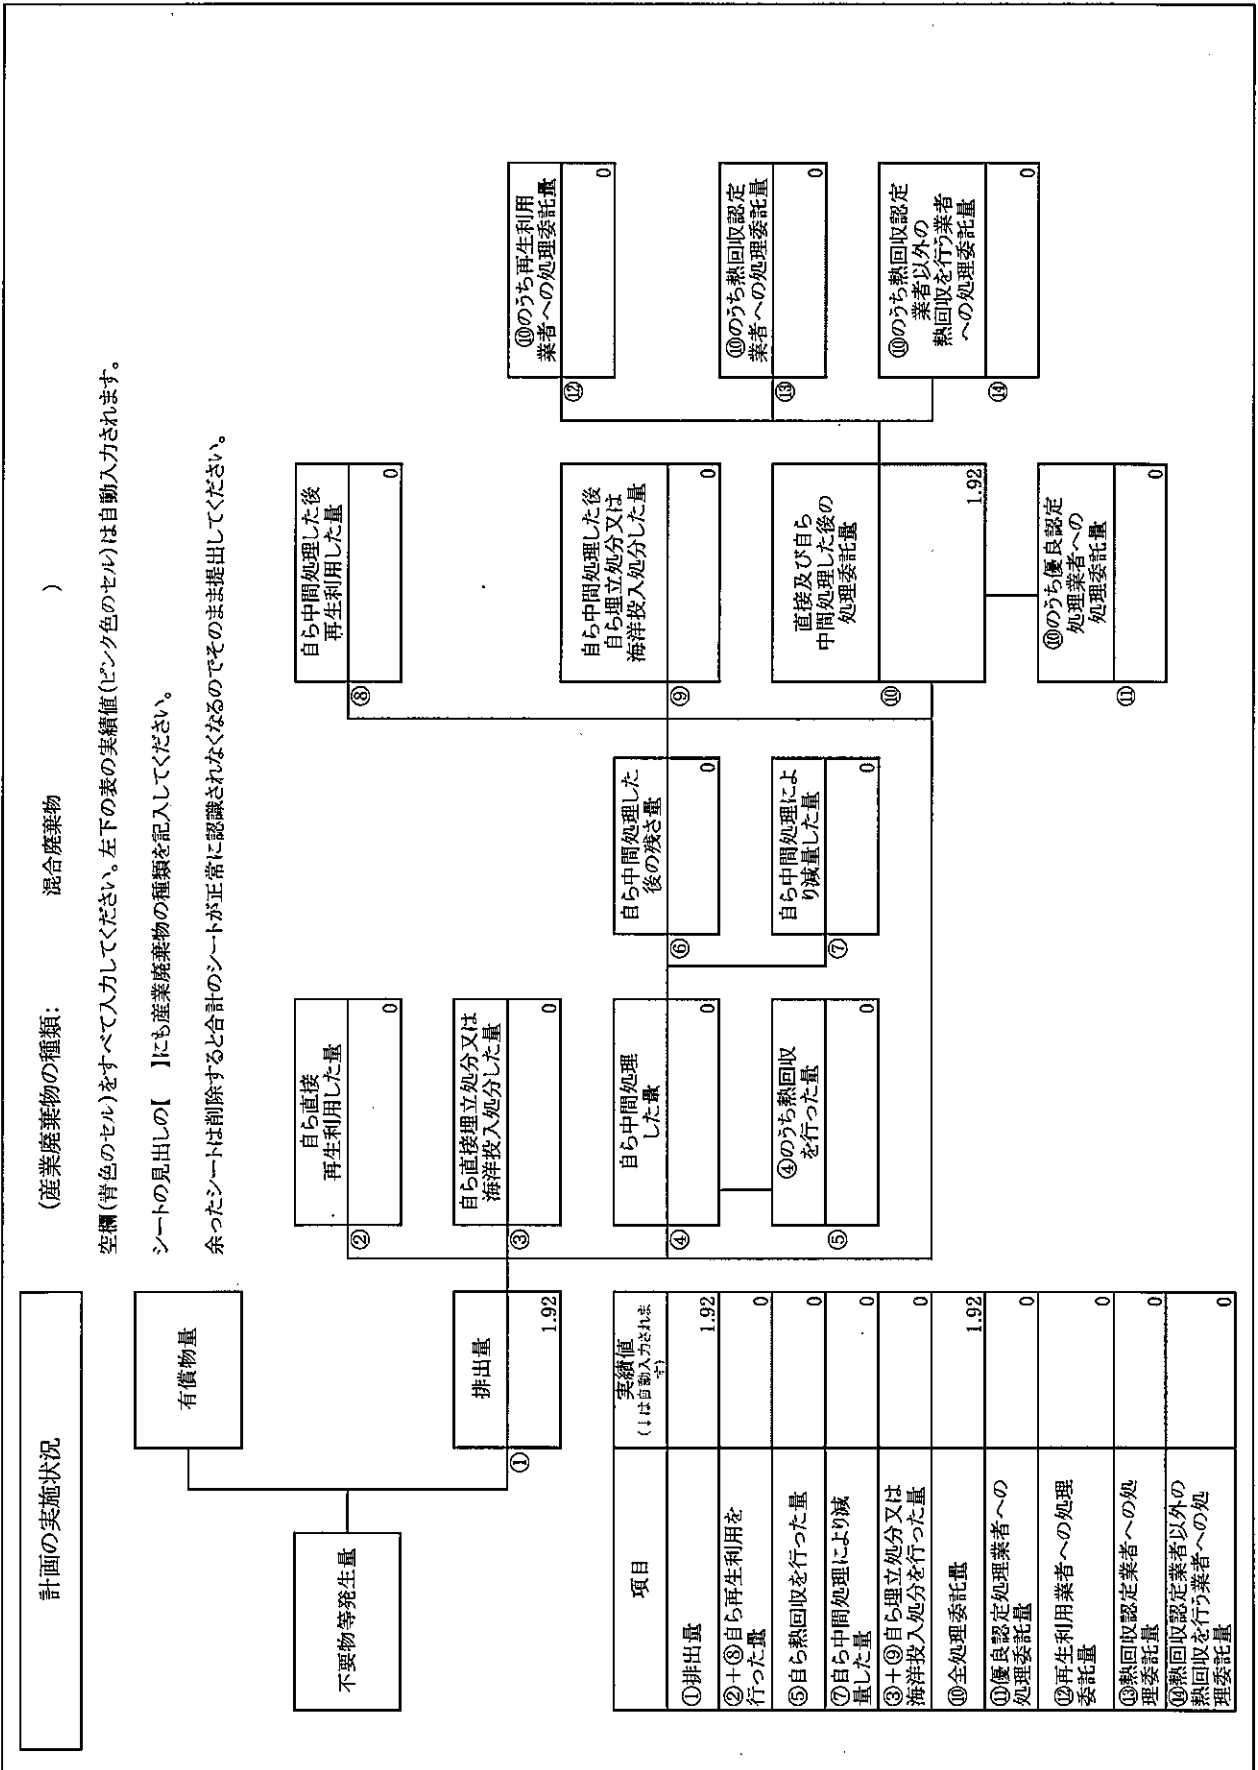 計画の実施状況
(産業廃棄物の種類: 混合廃棄物 )
空欄(青色のセル)をすべて入力してください。左下の表の実績値(ピンク色のセル)は自動入力されます。
シートの見出しの【 】にも産業廃棄物の種類を記入してください。
余ったシートは削除すると合計のシートが正常に認識されなくなるのでそのまま提出してください。
不要物等発生量
有償物量
①
排出量
1.92
②
自ら直接
再生利用した量
0
③
自ら直接埋立処分又は
海洋投入処分した量
0
④
自ら中間処理
した量
0
⑤
④のうち熱回収
を行った量
0
⑥
自ら中間処理した
後の残さ量
0
⑦
自ら中間処理によ
り減量した量
0
⑧
自ら中間処理した後
再生利用した量
0
⑨
自ら中間処理した後
自ら埋立処分又は
海洋投入処分した量
0
⑩
直接及び自ら
中間処理した後の
処理委託量
1.92
⑪
⑩のうち優良認定
処理業者への
処理委託量
0
⑫
⑩のうち再生利用
業者への処理委託量
0
⑬
⑩のうち熱回収認定
業者への処理委託量
0
⑭
⑩のうち熱回収認定
業者以外の
熱回収を行う業者
への処理委託量
0
項目
実績値
(↓は自動入力されま
す)
①排出量 1.92
②+⑧自ら再生利用を
行った量 0
⑤自ら熱回収を行った量 0
⑦自ら中間処理により減
量した量 0
③+⑨自ら埋立処分又は
海洋投入処分を行った量 0
⑩全処理委託量 1.92
⑪優良認定処理業者への
処理委託量 0
⑫再生利用業者への処理
委託量 0
⑬熱回収認定業者への処
理委託量 0
⑭熱回収認定業者以外の
熱回収を行う業者への処
理委託量 0